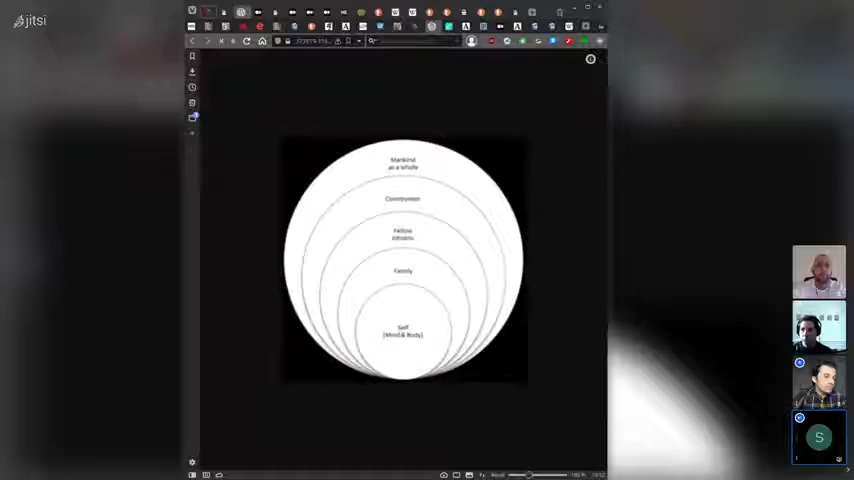 jitsi
Mankind
as a whole
Countrymen
Fellow
citizens
Family
Self
(Mind & Body)
S